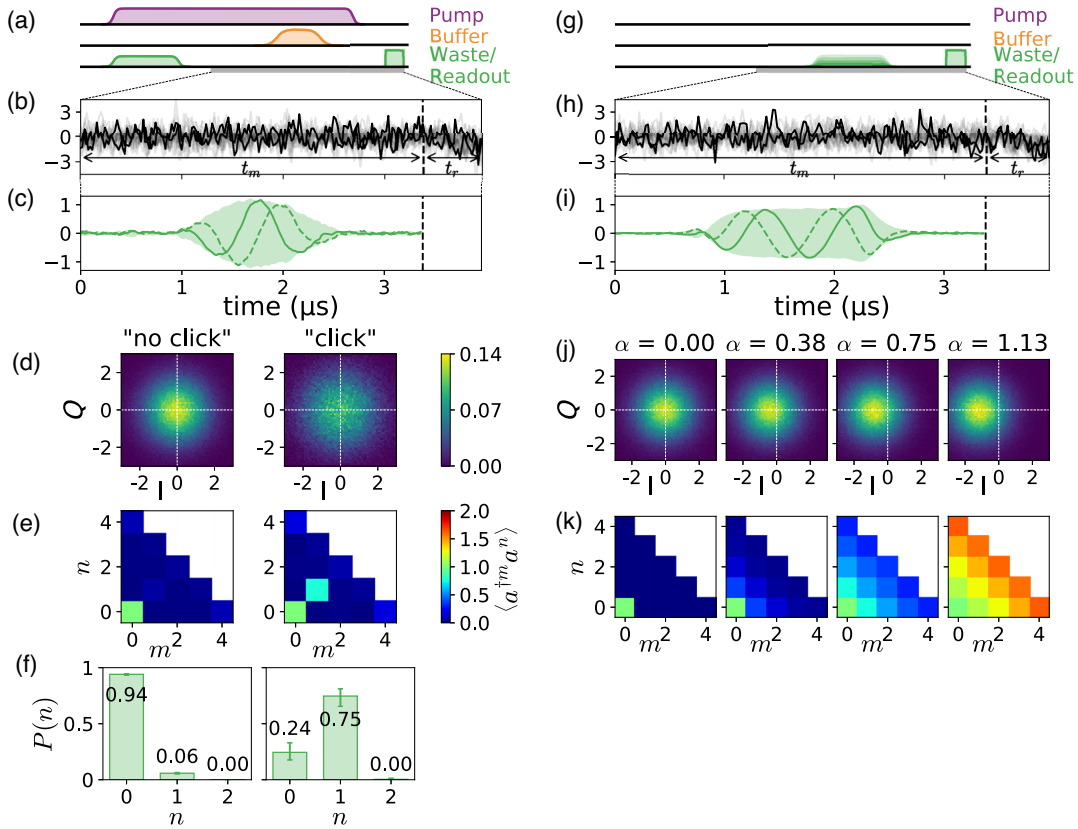 (a)
Pump
Buffer
Waste/
Readout
(b)
3
0
−3
t_m
t_r
(c)
1
0
−1
0 1 2 3
time (µs)
"no click" "click"
(d)
Q
2
0
-2
-2 0 2
I
-2 0 2
I
0.14
0.07
0.00
(e)
n
4
2
0
0 2 4
m
0 2 4
m
2.0
1.5
1.0
0.5
0.0
⟨a^{†m} a^n⟩
(f)
P(n)
1
0.5
0
0.94
0.06
0.00
0 1 2
n
0.24
0.75
0.00
0 1 2
n
(g)
Pump
Buffer
Waste/
Readout
(h)
3
0
−3
t_m
t_r
(i)
1
0
−1
0 1 2 3
time (µs)
(j)
α = 0.00 α = 0.38 α = 0.75 α = 1.13
Q
2
0
-2
-2 0 2
I
-2 0 2
I
-2 0 2
I
-2 0 2
I
(k)
n
4
2
0
0 2 4
m
0 2 4
m
0 2 4
m
0 2 4
m